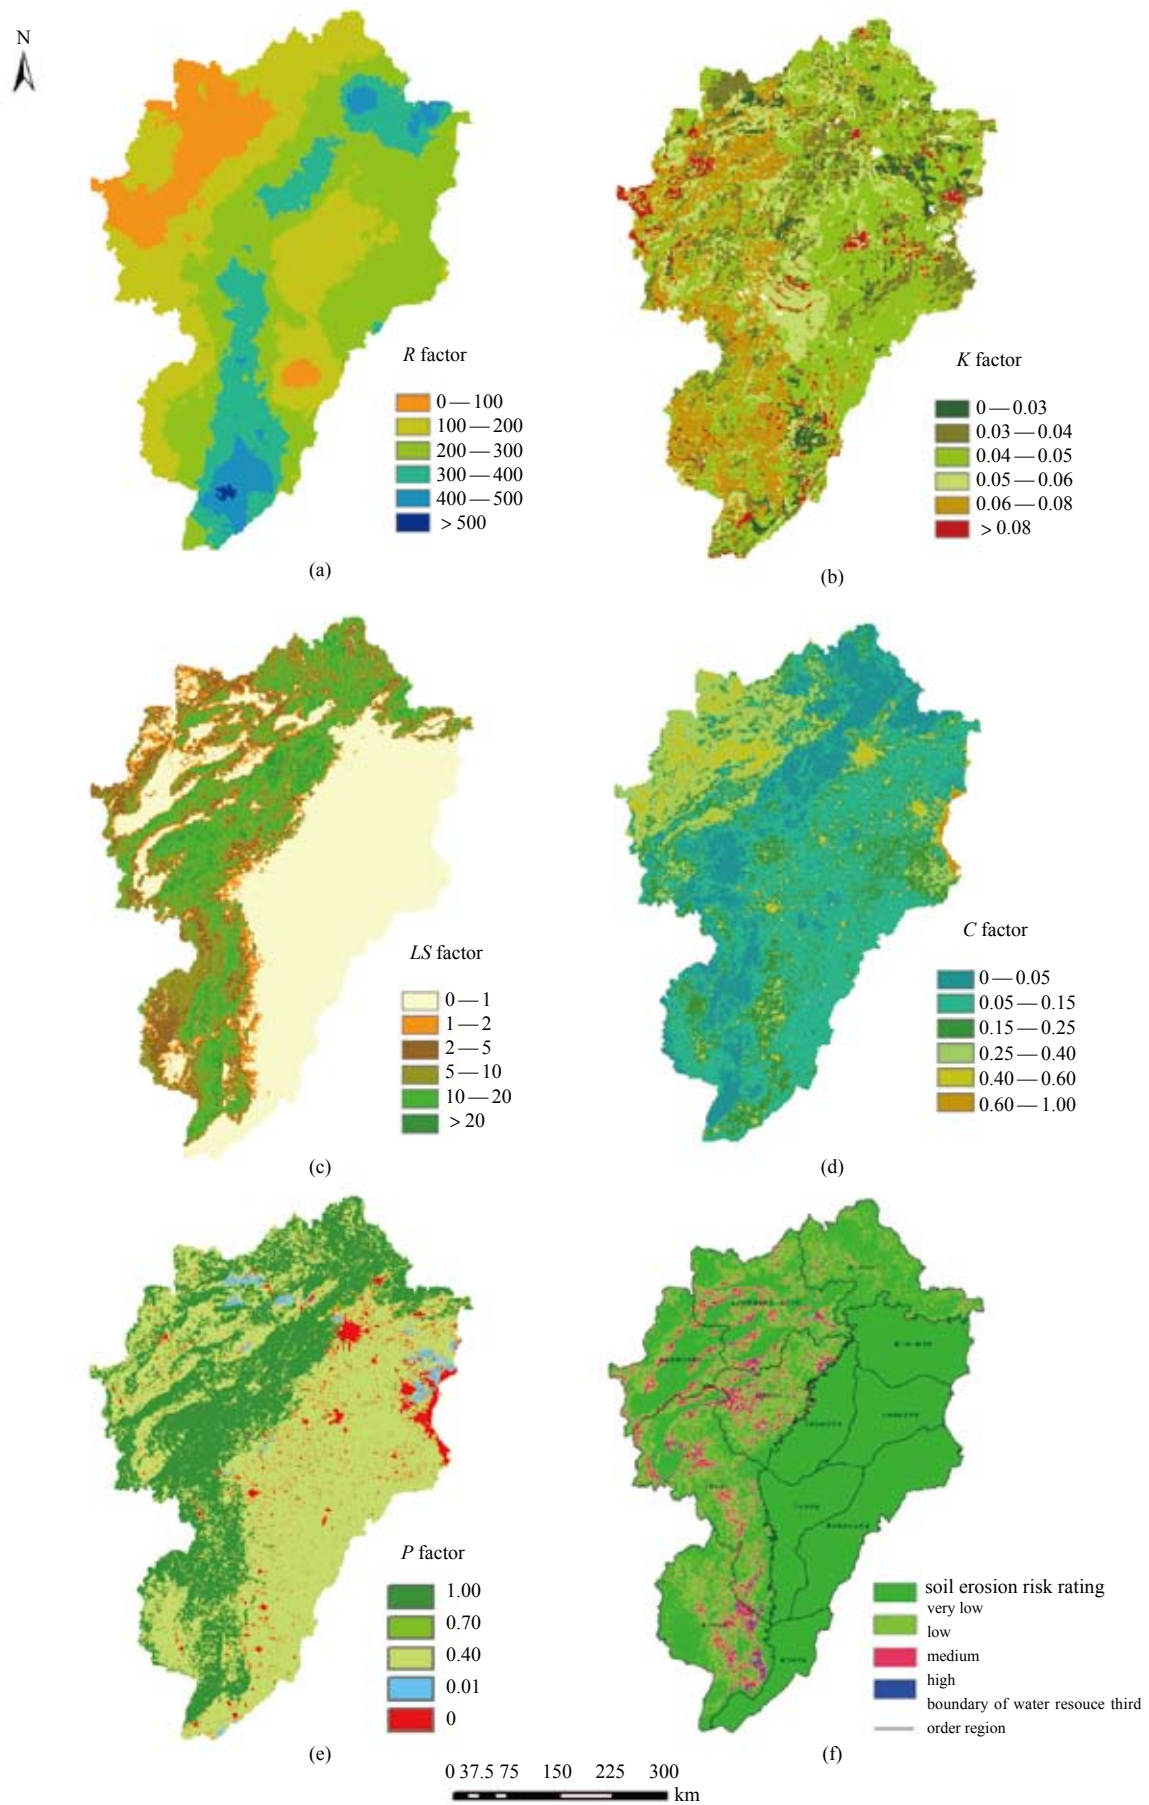 N
R factor
0 — 100
100 — 200
200 — 300
300 — 400
400 — 500
> 500
(a)
K factor
0 — 0.03
0.03 — 0.04
0.04 — 0.05
0.05 — 0.06
0.06 — 0.08
> 0.08
(b)
LS factor
0 — 1
1 — 2
2 — 5
5 — 10
10 — 20
> 20
(c)
C factor
0 — 0.05
0.05 — 0.15
0.15 — 0.25
0.25 — 0.40
0.40 — 0.60
0.60 — 1.00
(d)
P factor
1.00
0.70
0.40
0.01
0
(e)
soil erosion risk rating
very low
low
medium
high
boundary of water resouce third
order region
(f)
0 37.5 75 150 225 300
km